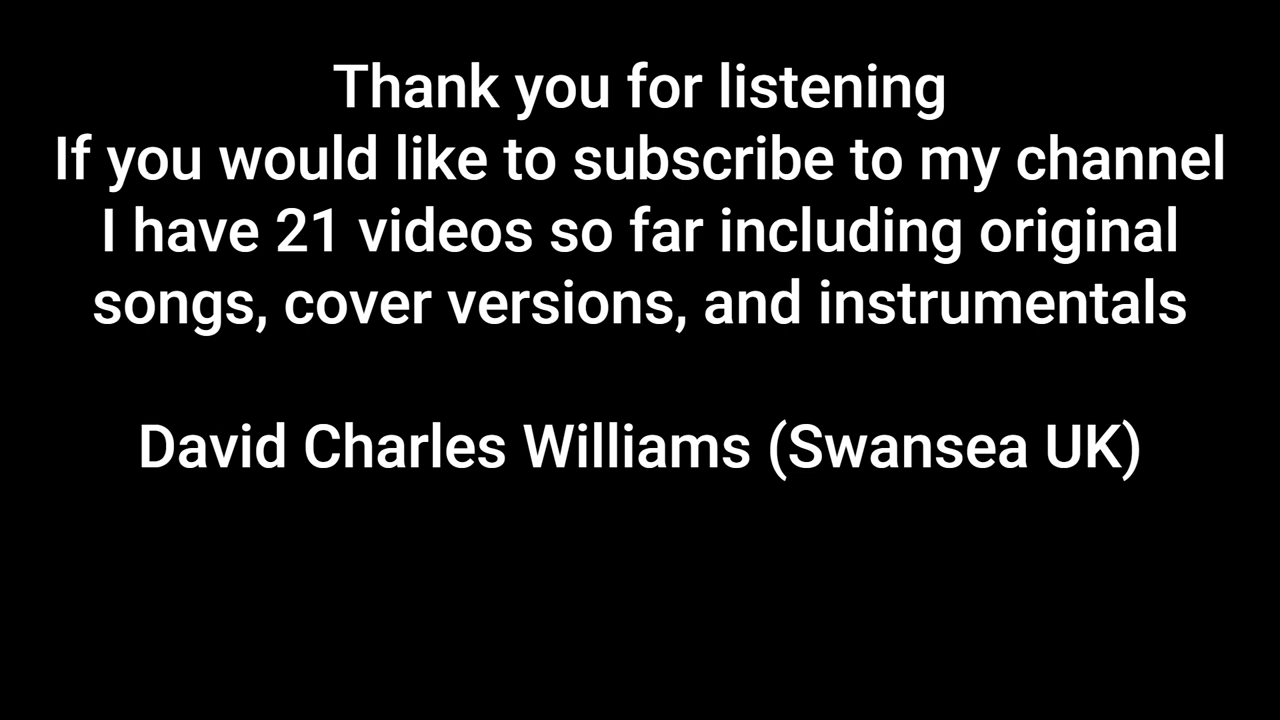 Thank you for listening
If you would like to subscribe to my channel
I have 21 videos so far including original
songs, cover versions, and instrumentals
David Charles Williams (Swansea UK)